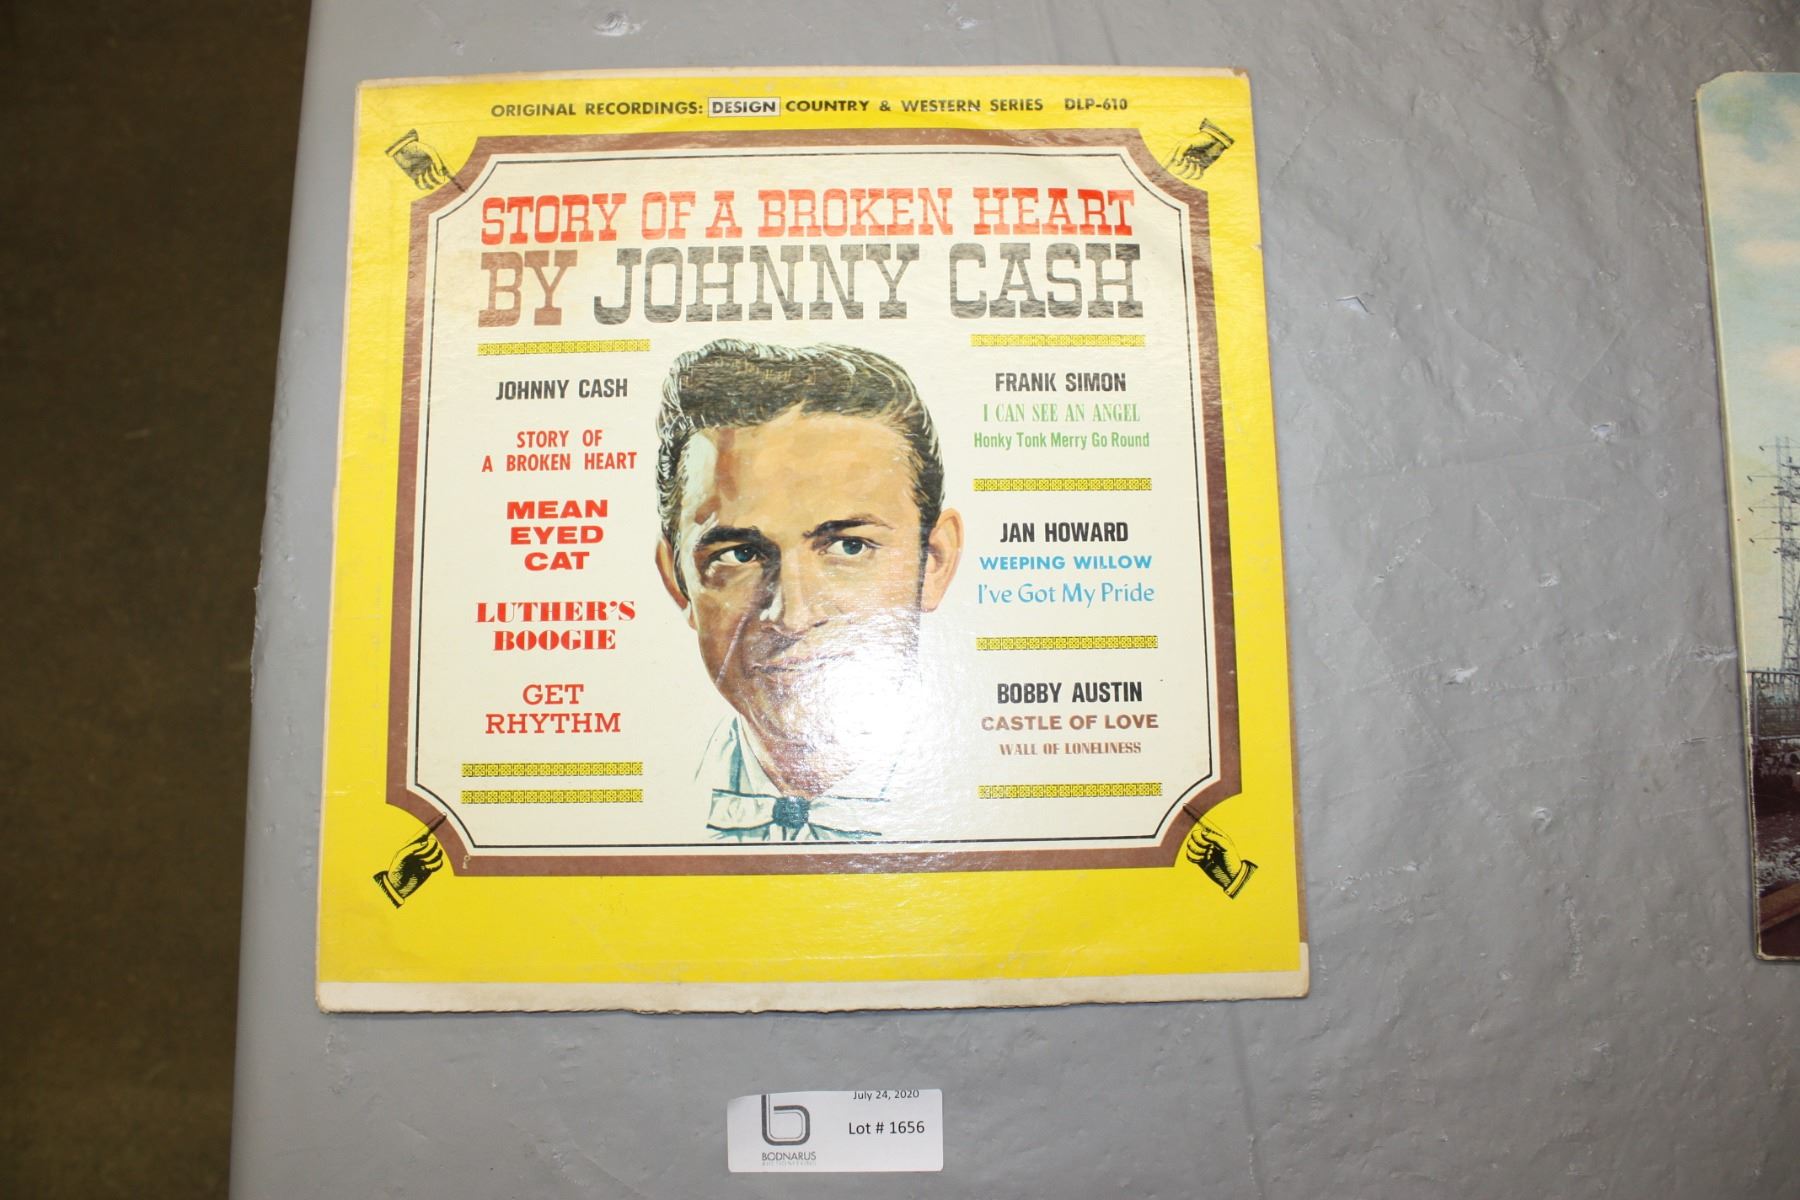 ORIGINAL RECORDINGS: DESIGN COUNTRY & WESTERN SERIES DLP-610
STORY OF A BROKEN HEART
BY JOHNNY CASH
JOHNNY CASH
STORY OF
A BROKEN HEART
MEAN
EYED
CAT
LUTHER'S
BOOGIE
GET
RHYTHM
FRANK SIMON
I CAN SEE AN ANGEL
Honky Tonk Merry Go Round
JAN HOWARD
WEEPING WILLOW
I've Got My Pride
BOBBY AUSTIN
CASTLE OF LOVE
WALL OF LONELINESS
July 24, 2020
Lot # 1656
BODNARUS
AUCTIONEERING